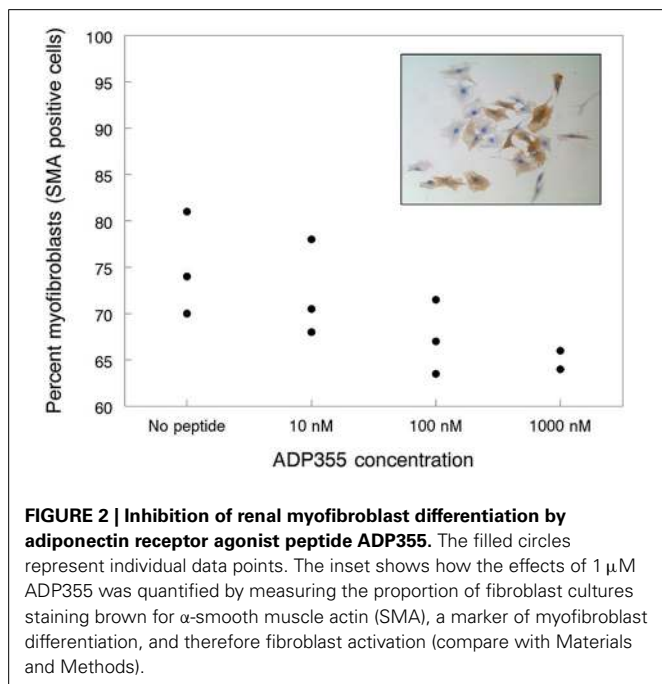 100
95
90
85
80
75
70
65
60
Percent myofibroblasts (SMA positive cells)
No peptide 10 nM 100 nM 1000 nM
ADP355 concentration
FIGURE 2 | Inhibition of renal myofibroblast differentiation by
adiponectin receptor agonist peptide ADP355. The filled circles
represent individual data points. The inset shows how the effects of 1 μM
ADP355 was quantified by measuring the proportion of fibroblast cultures
staining brown for α-smooth muscle actin (SMA), a marker of myofibroblast
differentiation, and therefore fibroblast activation (compare with Materials
and Methods).